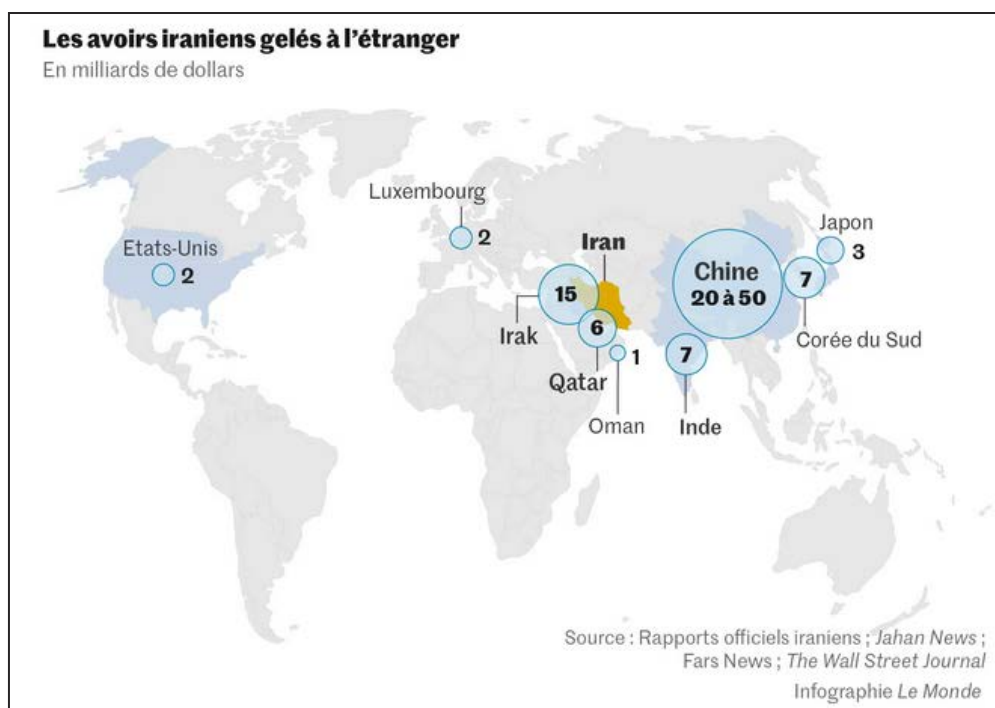 Les avoirs iraniens gelés à l'étranger
En milliards de dollars
Luxembourg
2
Etats-Unis
2
Iran
Japon
3
Chine
20 à 50
15
7
Irak
6
Corée du Sud
Qatar
1
7
Oman
Inde
Source : Rapports officiels iraniens ; Jahan News ;
Fars News ; The Wall Street Journal
Infographie Le Monde